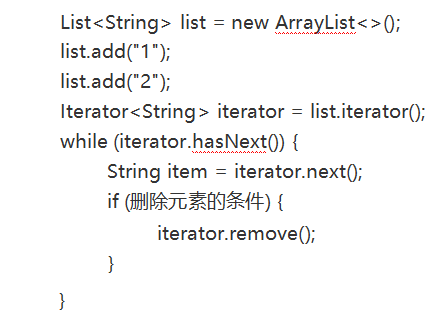 List<String> list = new ArrayList<>();
list.add("1");
list.add("2");
Iterator<String> iterator = list.iterator();
while (iterator.hasNext()) {
String item = iterator.next();
if (删除元素的条件) {
iterator.remove();
}
}